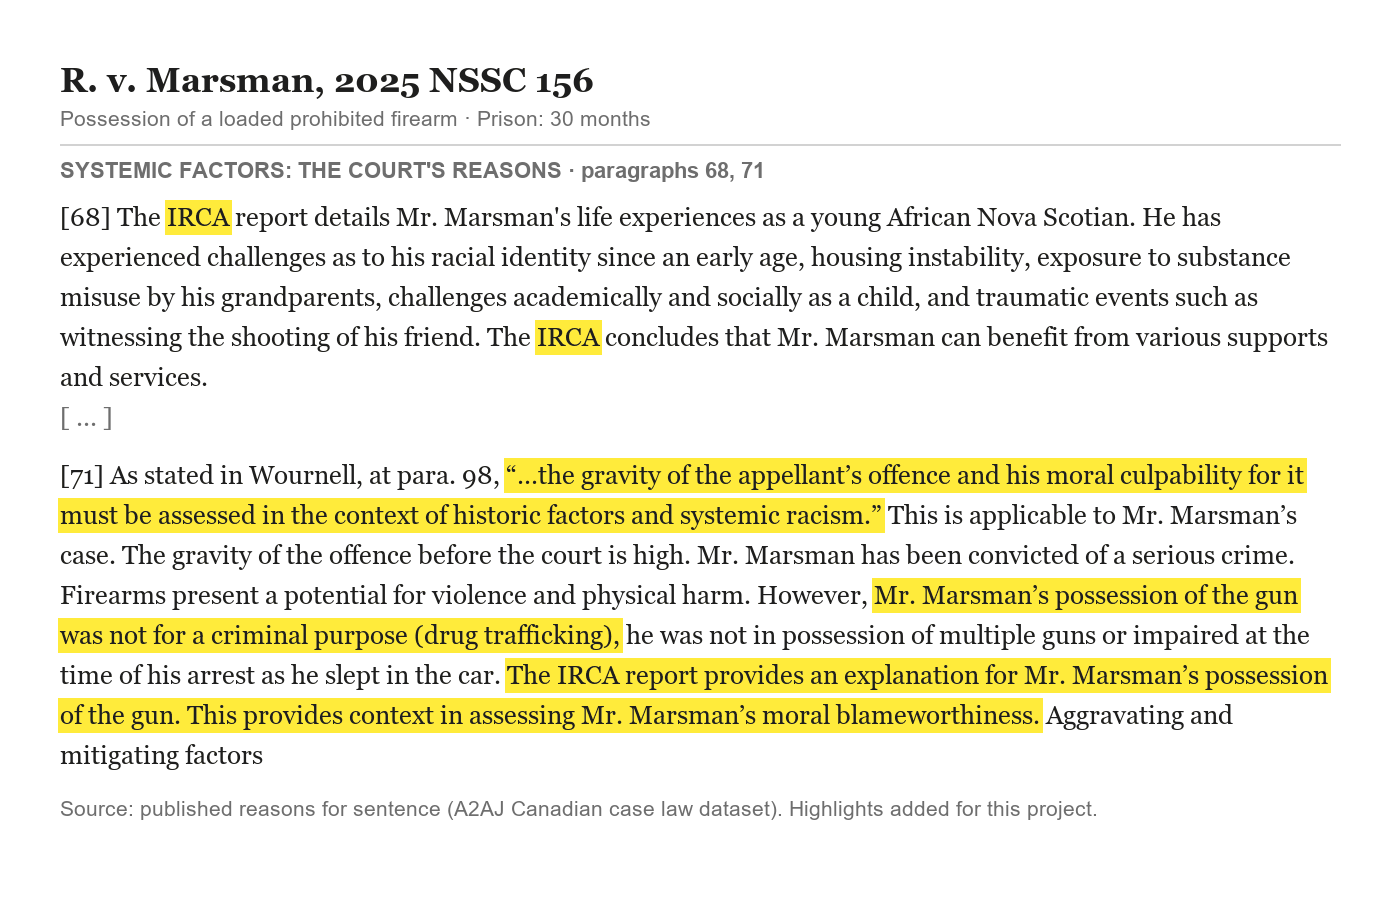 R. v. Marsman, 2025 NSSC 156
Possession of a loaded prohibited firearm · Prison: 30 months
SYSTEMIC FACTORS: THE COURT'S REASONS · paragraphs 68, 71
[68] The IRCA report details Mr. Marsman's life experiences as a young African Nova Scotian. He has
experienced challenges as to his racial identity since an early age, housing instability, exposure to substance
misuse by his grandparents, challenges academically and socially as a child, and traumatic events such as
witnessing the shooting of his friend. The IRCA concludes that Mr. Marsman can benefit from various supports
and services.
[ ... ]
[71] As stated in Wournell, at para. 98, “…the gravity of the appellant’s offence and his moral culpability for it
must be assessed in the context of historic factors and systemic racism.” This is applicable to Mr. Marsman’s
case. The gravity of the offence before the court is high. Mr. Marsman has been convicted of a serious crime.
Firearms present a potential for violence and physical harm. However, Mr. Marsman’s possession of the gun
was not for a criminal purpose (drug trafficking), he was not in possession of multiple guns or impaired at the
time of his arrest as he slept in the car. The IRCA report provides an explanation for Mr. Marsman’s possession
of the gun. This provides context in assessing Mr. Marsman’s moral blameworthiness. Aggravating and
mitigating factors
Source: published reasons for sentence (A2AJ Canadian case law dataset). Highlights added for this project.